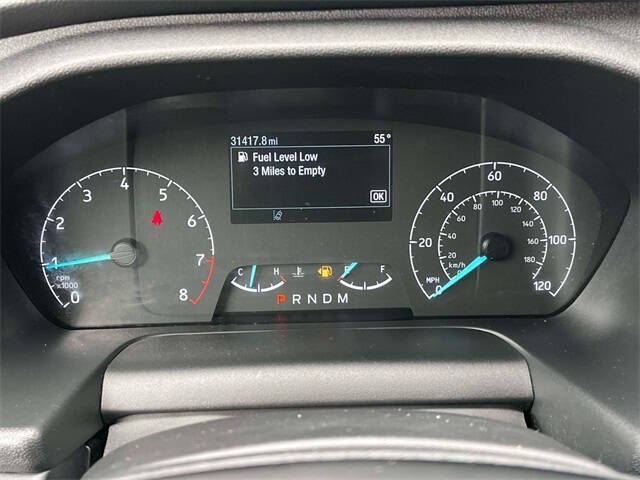 31417.8 mi 55°
Fuel Level Low
3 Miles to Empty
OK
0 1 2 3 4 5 6 7 8
rpm
x1000
0 20 40 60 80 100 120
MPH
0 20 40 60 80 100 120 140 160 180
km/h
C H E F
P R N D M